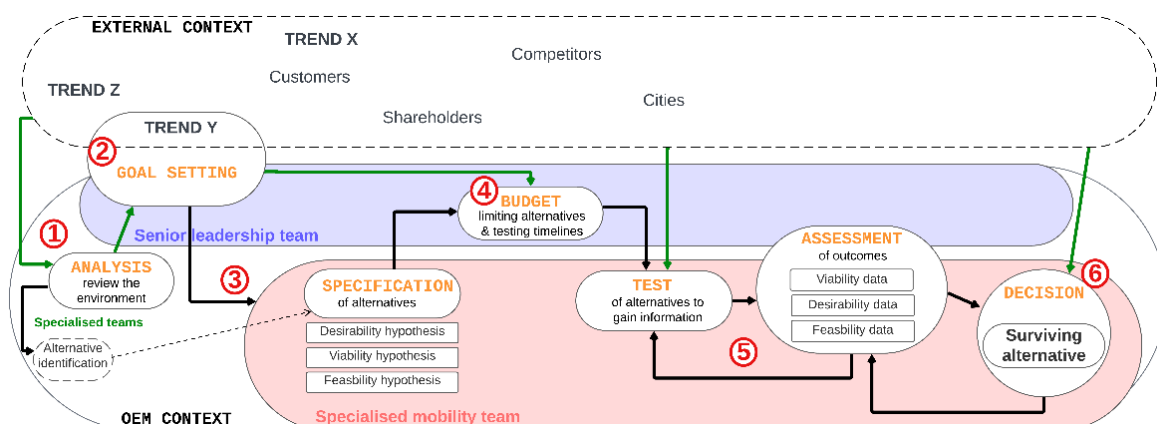 EXTERNAL CONTEXT
TREND X
Competitors
Customers
TREND Z
Cities
Shareholders
TREND Y
2
GOAL SETTING
4
BUDGET
limiting alternatives
& testing timelines
Senior leadership team
1
ANALYSIS
review the
environment
Specialised teams
Alternative
identification
3
SPECIFICATION
of alternatives
Desirability hypothesis
Viability hypothesis
Feasibility hypothesis
TEST
of alternatives to
gain information
ASSESSMENT
of outcomes
Viability data
Desirability data
Feasibility data
5
6
DECISION
Surviving
alternative
OEM CONTEXT
Specialised mobility team